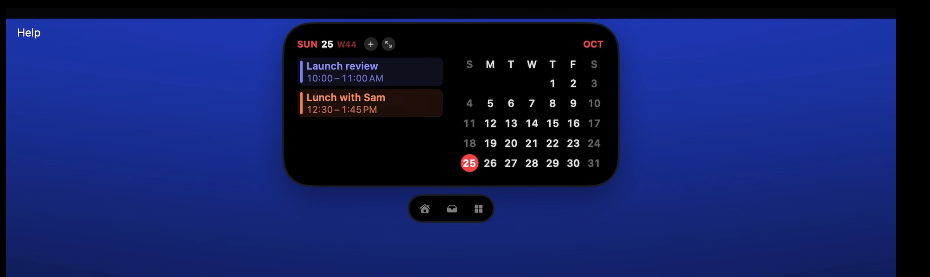 Help
SUN 25 W44
OCT
Launch review
10:00 – 11:00 AM
Lunch with Sam
12:30 – 1:45 PM
S M T W T F S
1 2 3
4 5 6 7 8 9 10
11 12 13 14 15 16 17
18 19 20 21 22 23 24
25 26 27 28 29 30 31